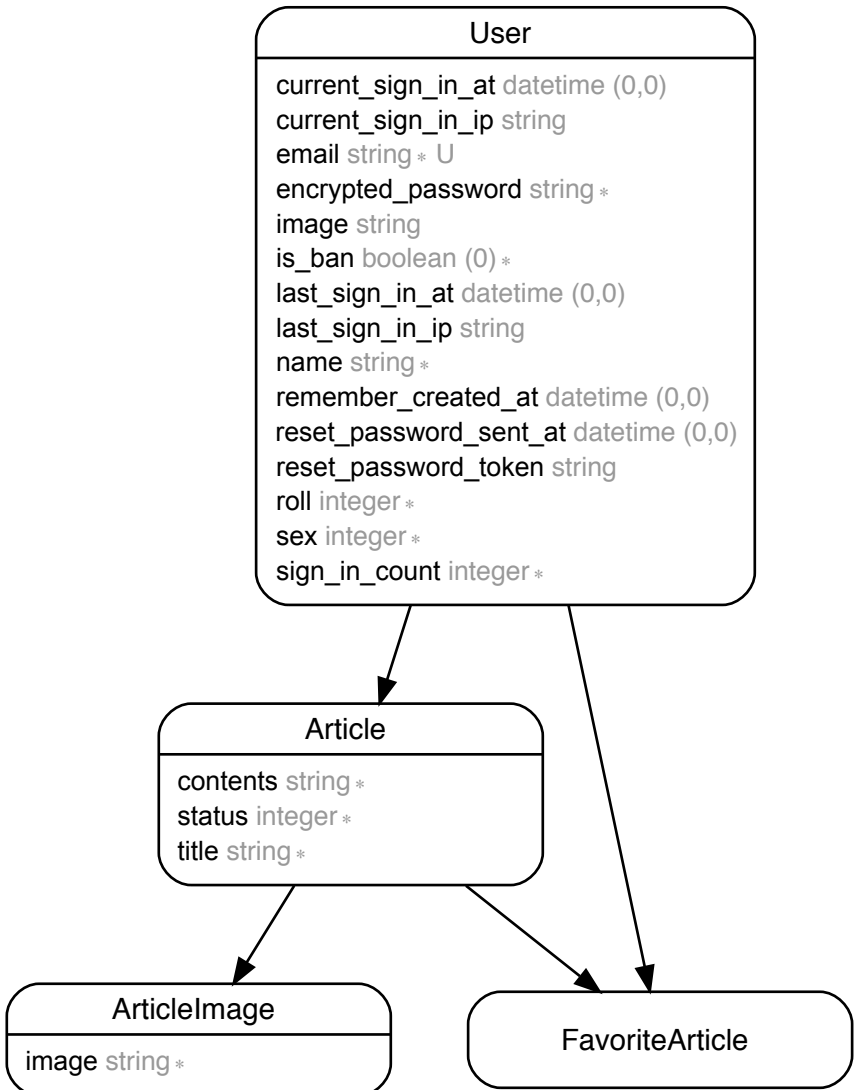 User
current_sign_in_at datetime (0,0)
current_sign_in_ip string
email string ∗ U
encrypted_password string ∗
image string
is_ban boolean (0) ∗
last_sign_in_at datetime (0,0)
last_sign_in_ip string
name string ∗
remember_created_at datetime (0,0)
reset_password_sent_at datetime (0,0)
reset_password_token string
roll integer ∗
sex integer ∗
sign_in_count integer ∗
Article
contents string ∗
status integer ∗
title string ∗
ArticleImage
image string ∗
FavoriteArticle